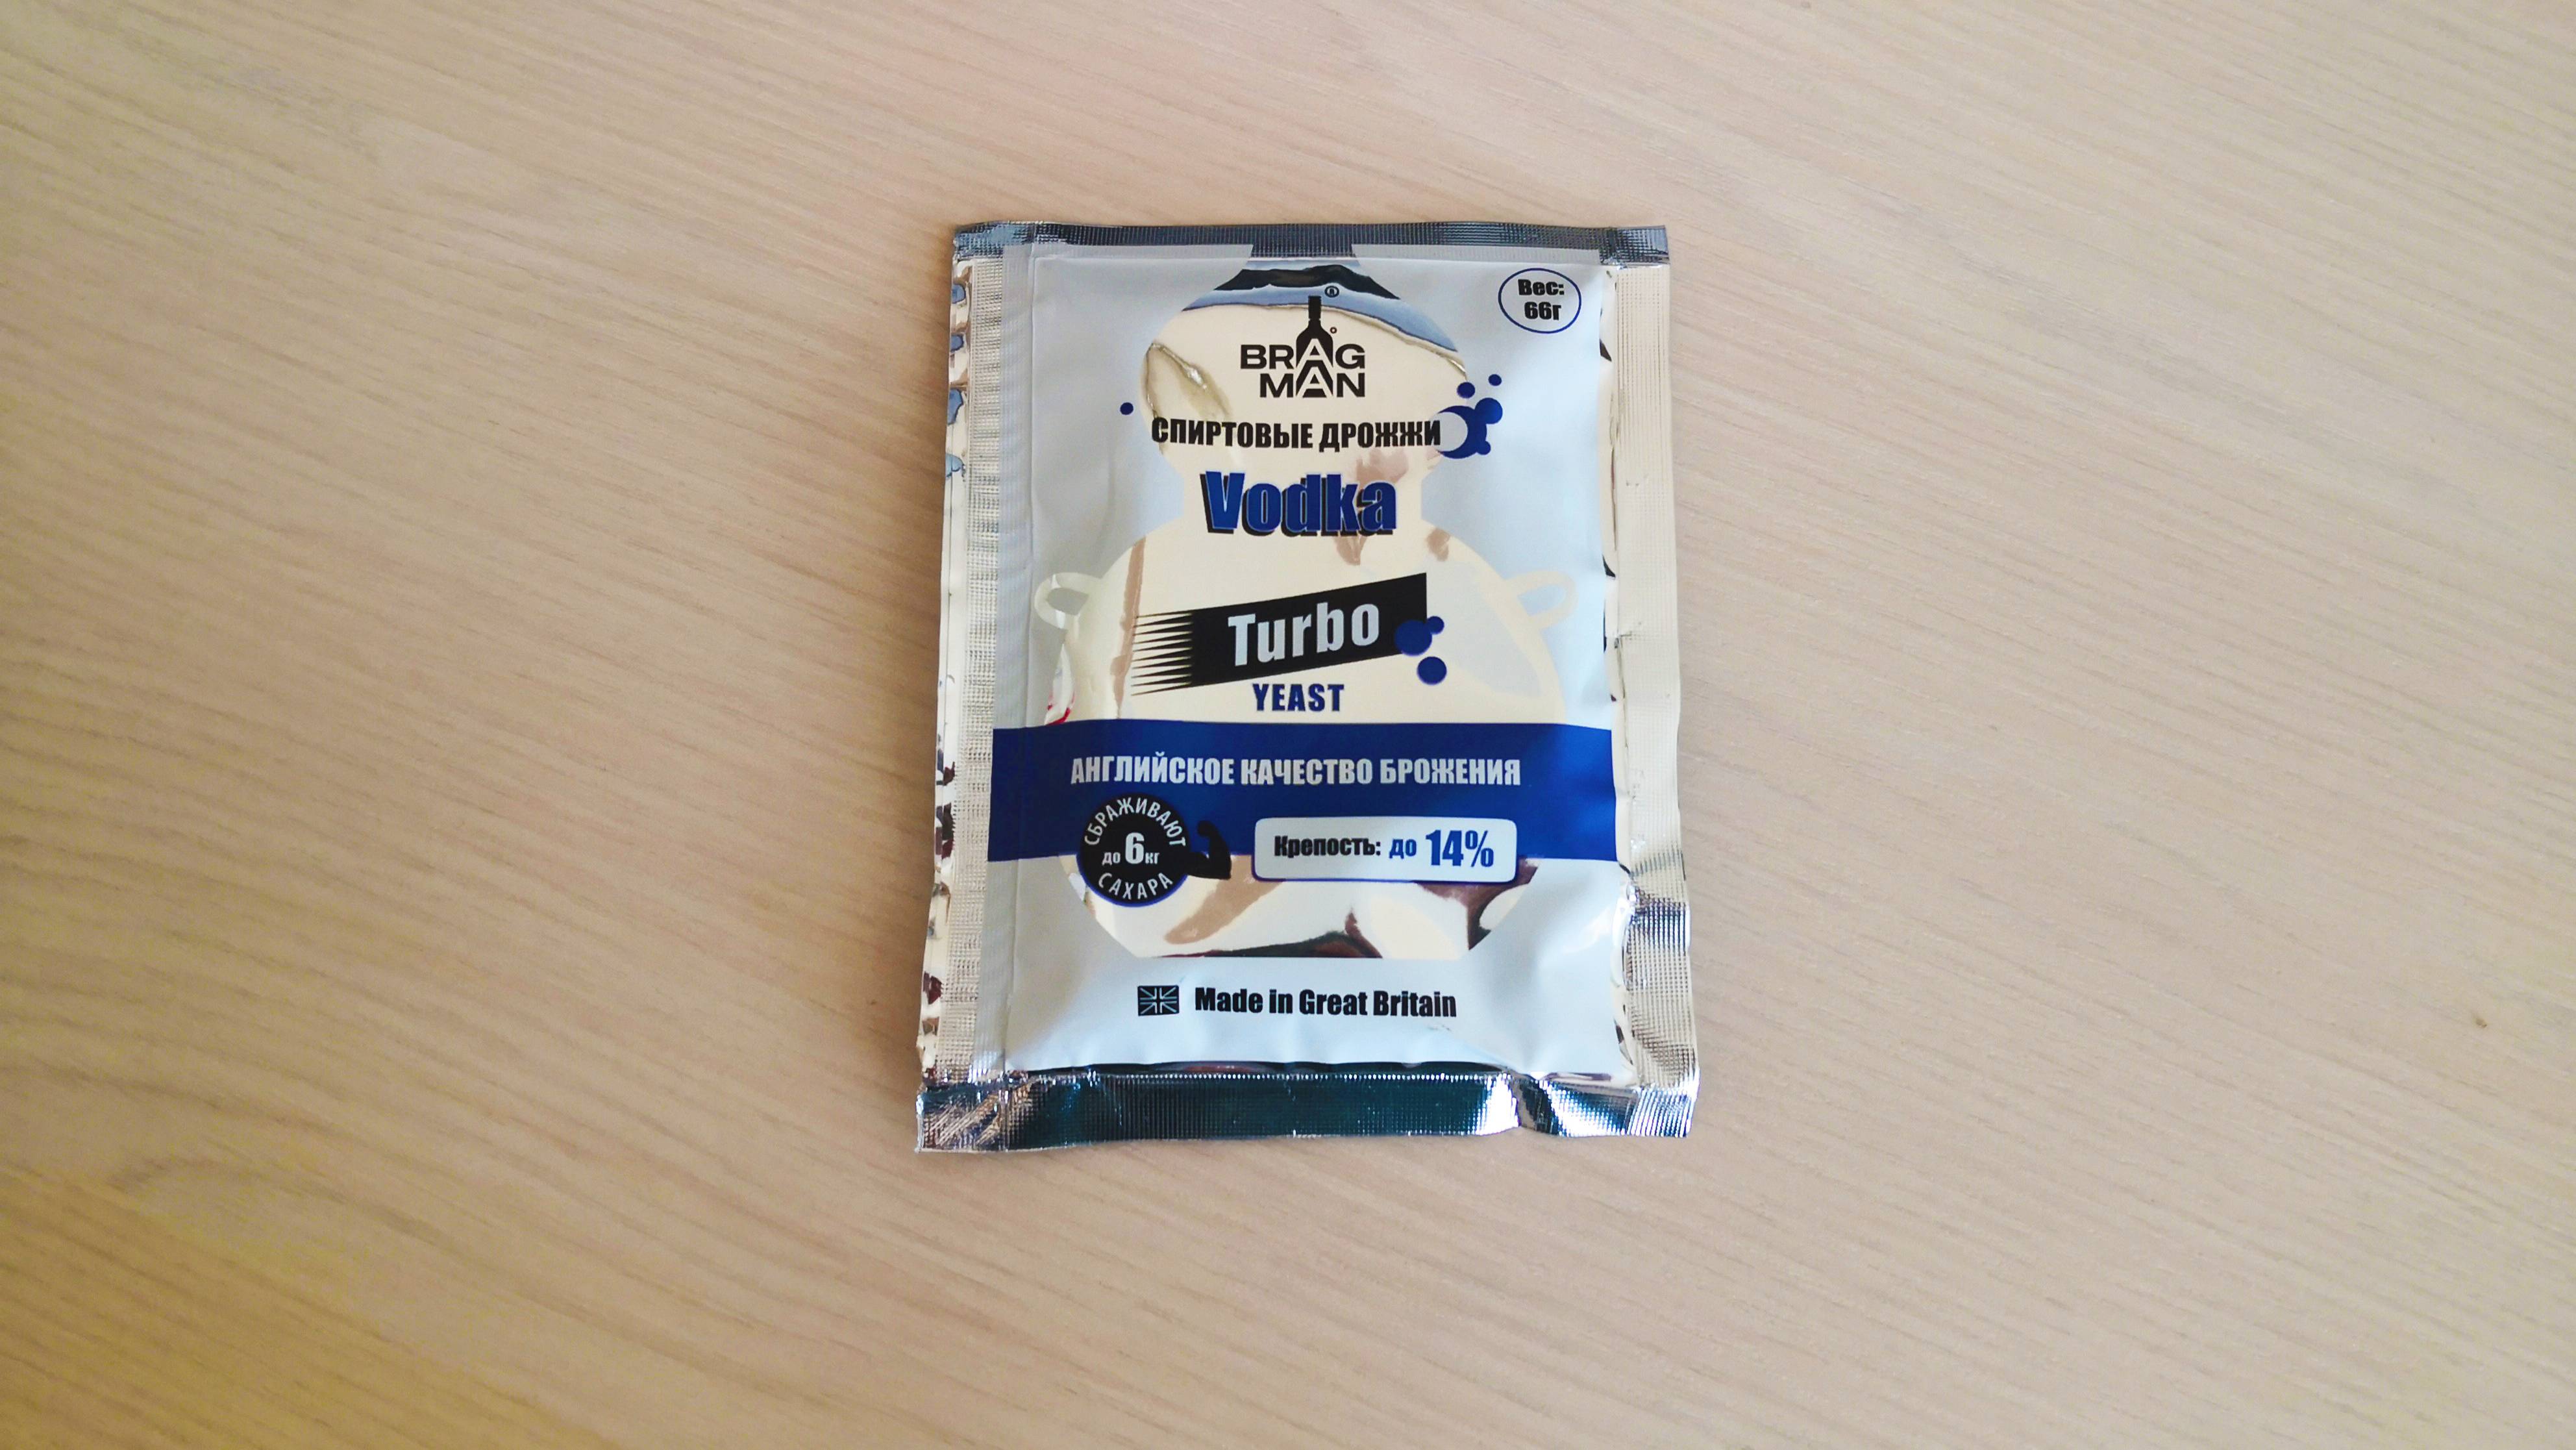 Вес:
66г
®
BRAG
MAN
СПИРТОВЫЕ ДРОЖЖИ
Vodka
Turbo
YEAST
АНГЛИЙСКОЕ КАЧЕСТВО БРОЖЕНИЯ
СБРАЖИВАЮТ
до 6кг
САХАРА
Крепость: до 14%
Made in Great Britain